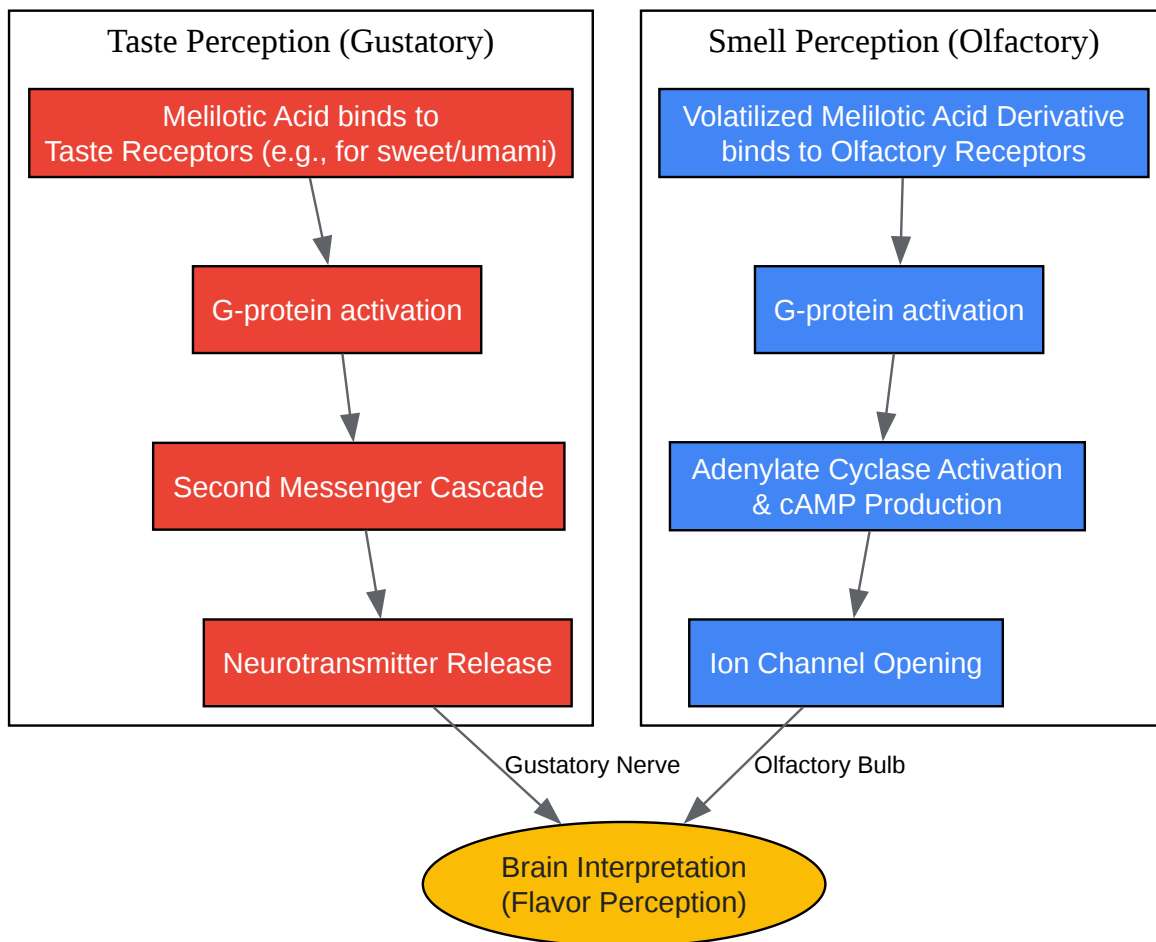 Taste Perception (Gustatory)
Melilotic Acid binds to
Taste Receptors (e.g., for sweet/umami)
G-protein activation
Second Messenger Cascade
Neurotransmitter Release
Smell Perception (Olfactory)
Volatilized Melilotic Acid Derivative
binds to Olfactory Receptors
G-protein activation
Adenylate Cyclase Activation
& cAMP Production
Ion Channel Opening
Gustatory Nerve
Olfactory Bulb
Brain Interpretation
(Flavor Perception)